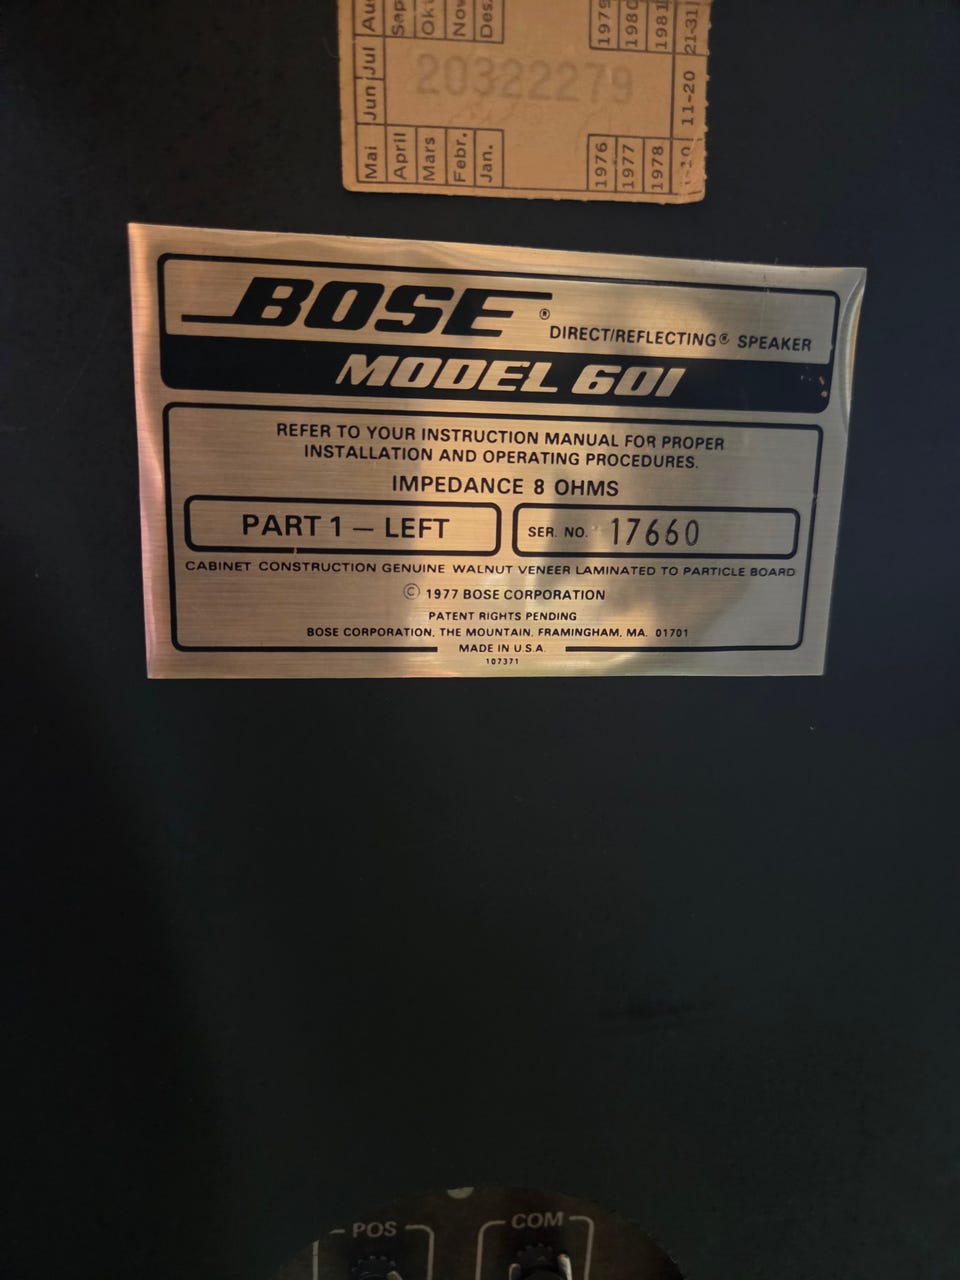 Mai Jun Jul Au
April Sep
Mars Okt
Febr. Nov
Jan. Des.
20322279
1976 1979
1977 1980
1978 1981
1-10 11-20 21-31
BOSE®
DIRECT/REFLECTING® SPEAKER
MODEL 601
REFER TO YOUR INSTRUCTION MANUAL FOR PROPER
INSTALLATION AND OPERATING PROCEDURES.
IMPEDANCE 8 OHMS
PART 1 — LEFT
SER. NO. 17660
CABINET CONSTRUCTION GENUINE WALNUT VENEER LAMINATED TO PARTICLE BOARD
© 1977 BOSE CORPORATION
PATENT RIGHTS PENDING
BOSE CORPORATION, THE MOUNTAIN, FRAMINGHAM, MA. 01701
MADE IN U.S.A.
107371
POS COM